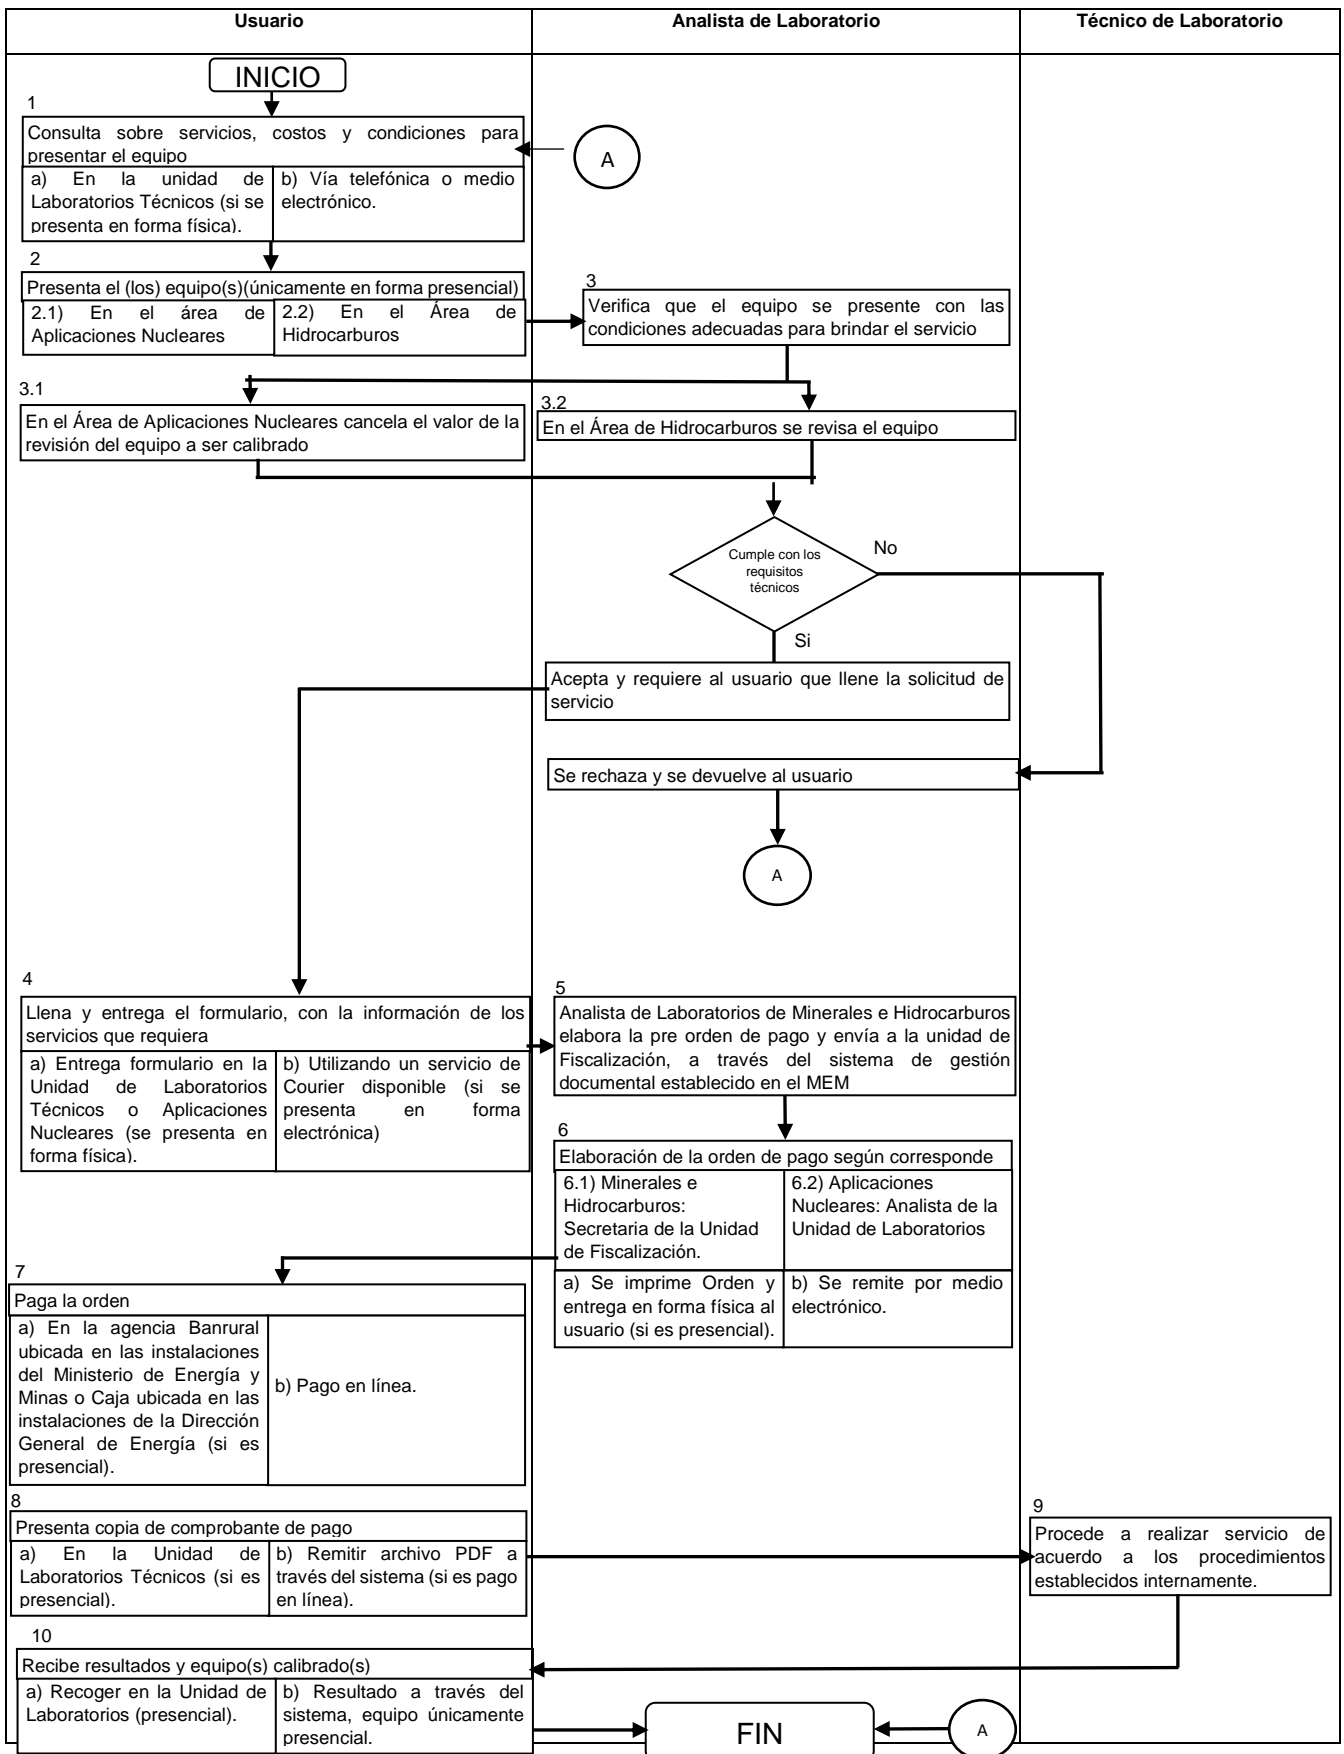 Usuario
Analista de Laboratorio
Técnico de Laboratorio
INICIO
1
Consulta sobre servicios, costos y condiciones para
presentar el equipo
A
a) En la unidad de
Laboratorios Técnicos (si se
presenta en forma física).
b) Vía telefónica o medio
electrónico.
2
Presenta el (los) equipo(s)(únicamente en forma presencial)
2.1) En el área de
Aplicaciones Nucleares
2.2) En el Área de
Hidrocarburos
3
Verifica que el equipo se presente con las
condiciones adecuadas para brindar el servicio
3.1
En el Área de Aplicaciones Nucleares cancela el valor de la
revisión del equipo a ser calibrado
3.2
En el Área de Hidrocarburos se revisa el equipo
Cumple con los
requisitos
técnicos
No
Si
Acepta y requiere al usuario que llene la solicitud de
servicio
Se rechaza y se devuelve al usuario
A
4
Llena y entrega el formulario, con la información de los
servicios que requiera
a) Entrega formulario en la
Unidad de Laboratorios
Técnicos o Aplicaciones
Nucleares (se presenta en
forma física).
b) Utilizando un servicio de
Courier disponible (si se
presenta en forma
electrónica)
5
Analista de Laboratorios de Minerales e Hidrocarburos
elabora la pre orden de pago y envía a la unidad de
Fiscalización, a través del sistema de gestión
documental establecido en el MEM
6
Elaboración de la orden de pago según corresponde
6.1) Minerales e
Hidrocarburos:
Secretaria de la Unidad
de Fiscalización.
6.2) Aplicaciones
Nucleares: Analista de la
Unidad de Laboratorios
a) Se imprime Orden y
entrega en forma física al
usuario (si es presencial).
b) Se remite por medio
electrónico.
7
Paga la orden
a) En la agencia Banrural
ubicada en las instalaciones
del Ministerio de Energía y
Minas o Caja ubicada en las
instalaciones de la Dirección
General de Energía (si es
presencial).
b) Pago en línea.
8
Presenta copia de comprobante de pago
a) En la Unidad de
Laboratorios Técnicos (si es
presencial).
b) Remitir archivo PDF a
través del sistema (si es pago
en línea).
9
Procede a realizar servicio de
acuerdo a los procedimientos
establecidos internamente.
10
Recibe resultados y equipo(s) calibrado(s)
a) Recoger en la Unidad de
Laboratorios (presencial).
b) Resultado a través del
sistema, equipo únicamente
presencial.
FIN
A